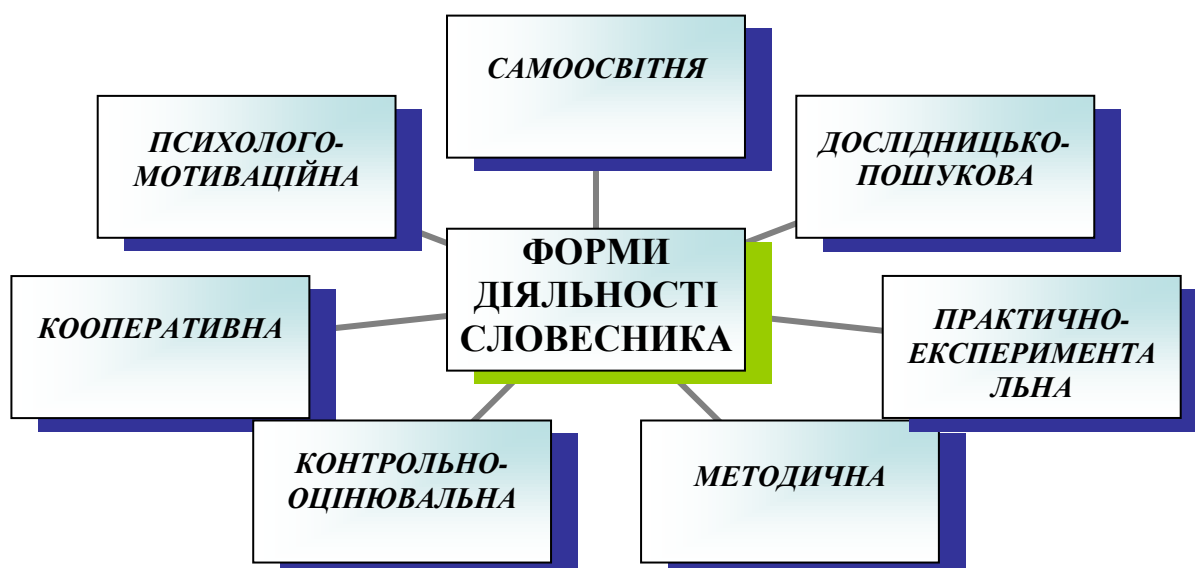 САМООСВІТНЯ
ПСИХОЛОГО-
МОТИВАЦІЙНА
ДОСЛІДНИЦЬКО-
ПОШУКОВА
ФОРМИ
ДІЯЛЬНОСТІ
СЛОВЕСНИКА
КООПЕРАТИВНА
ПРАКТИЧНО-
ЕКСПЕРИМЕНТА
ЛЬНА
КОНТРОЛЬНО-
ОЦІНЮВАЛЬНА
МЕТОДИЧНА